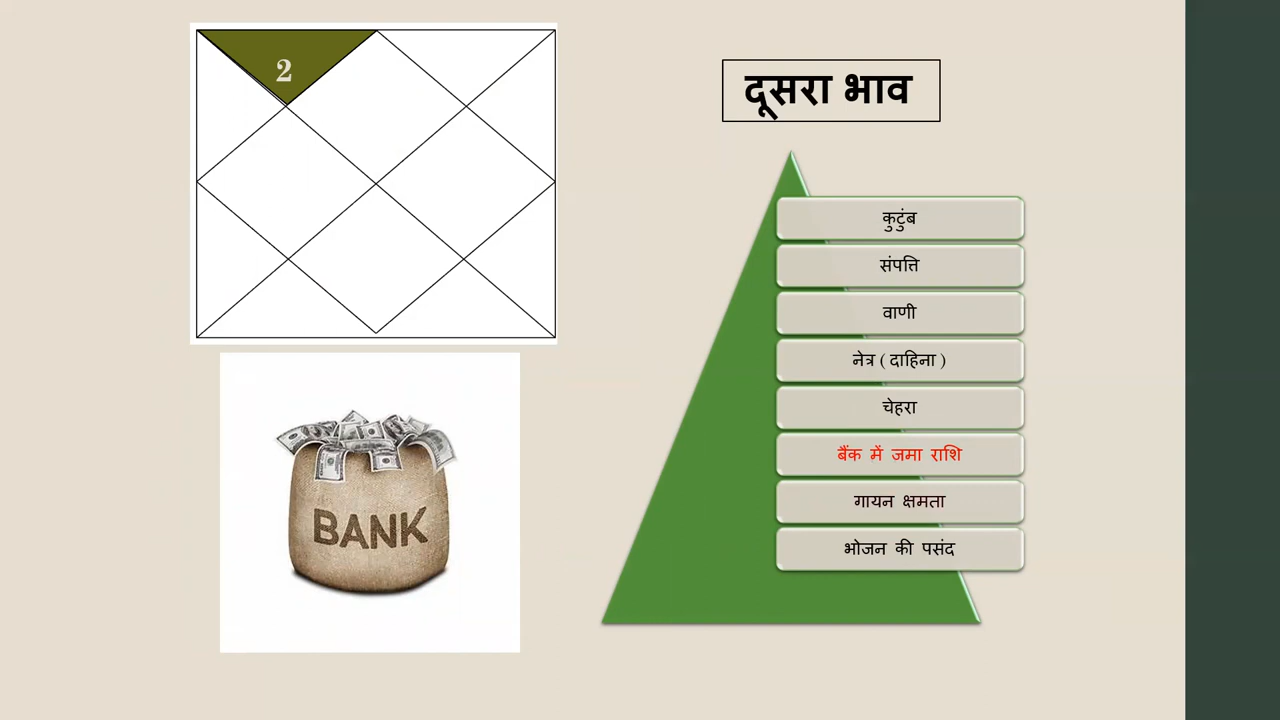 2
दूसरा भाव
कुटुंब
संपत्ति
वाणी
नेत्र ( दाहिना )
चेहरा
बैंक में जमा राशि
गायन क्षमता
भोजन की पसंद
BANK